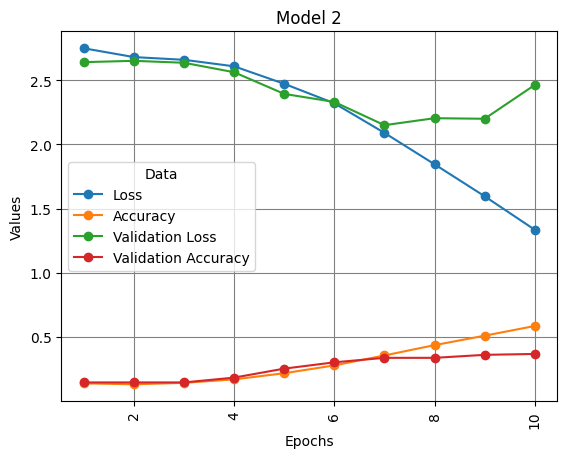 Model 2
Values
2.5
2.0
1.5
1.0
0.5
Data
Loss
Accuracy
Validation Loss
Validation Accuracy
2
4
6
8
10
Epochs